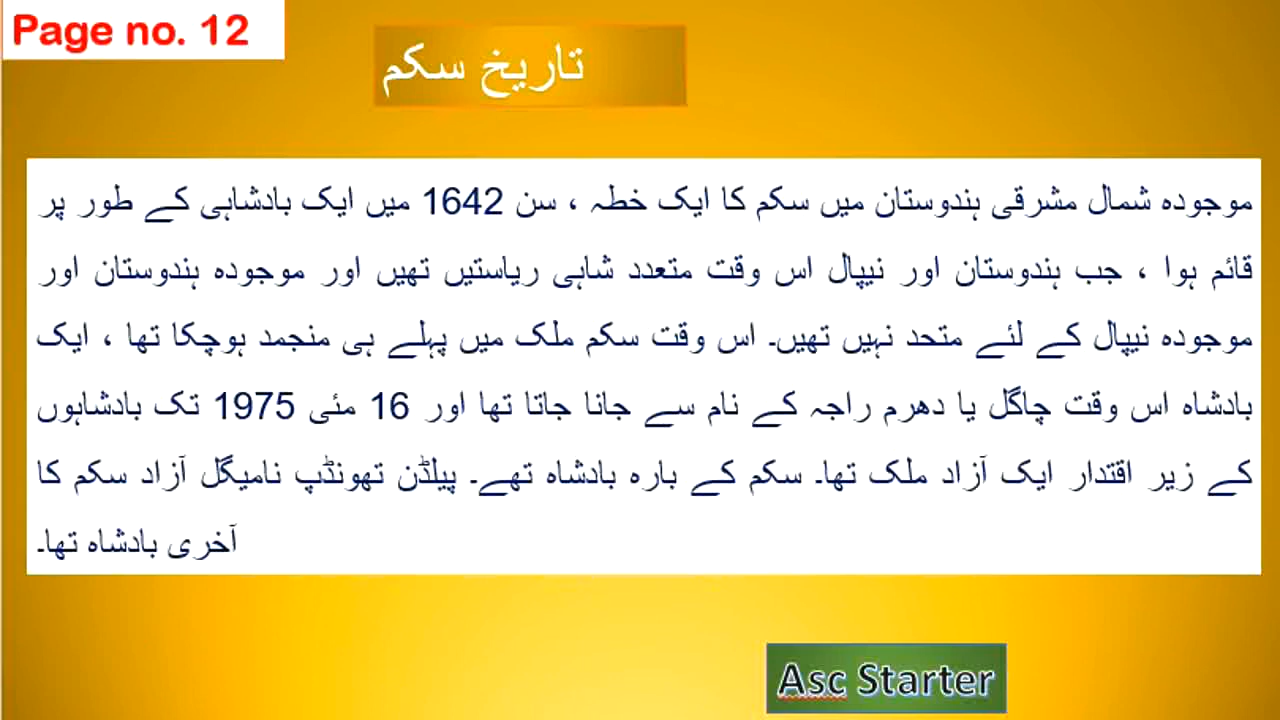 Page no. 12
تاریخ سکم
موجودہ شمال مشرقی ہندوستان میں سکم کا ایک خطہ ، سن 1642 میں ایک بادشاہی کے طور پر
قائم ہوا ، جب ہندوستان اور نیپال اس وقت متعدد شاہی ریاستیں تھیں اور موجودہ ہندوستان اور
موجودہ نیپال کے لئے متحد نہیں تھیں۔ اس وقت سکم ملک میں پہلے ہی منجمد ہوچکا تھا ، ایک
بادشاہ اس وقت چاگل یا دھرم راجہ کے نام سے جانا جاتا تھا اور 16 مئی 1975 تک بادشاہوں
کے زیر اقتدار ایک آزاد ملک تھا۔ سکم کے بارہ بادشاہ تھے۔ پیلڈن تھونڈپ نامیگل آزاد سکم کا
آخری بادشاہ تھا۔
Asc Starter